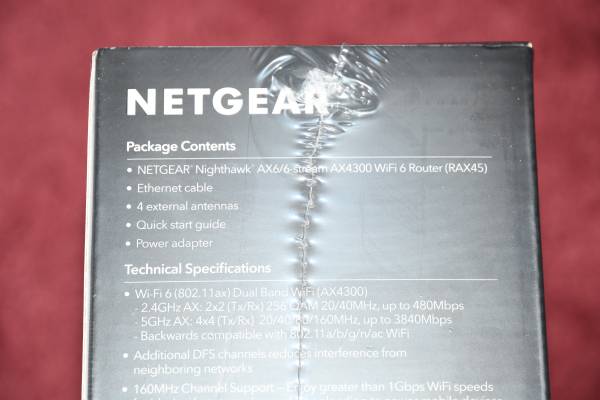 NETGEAR
Package Contents
• NETGEAR® Nighthawk® AX6/6-stream AX4300 WiFi 6 Router (RAX45)
• Ethernet cable
• 4 external antennas
• Quick start guide
• Power adapter
Technical Specifications
• Wi-Fi 6 (802.11ax) Dual Band WiFi (AX4300)
- 2.4GHz AX: 2x2 (Tx/Rx) 256 QAM 20/40MHz, up to 480Mbps
- 5GHz AX: 4x4 (Tx/Rx) 20/40/80/160MHz, up to 3840Mbps
- Backwards compatible with 802.11a/b/g/n/ac WiFi
• Additional DFS channels reduces interference from
neighboring networks
• 160MHz Channel Support – Enjoy greater than 1Gbps WiFi speeds